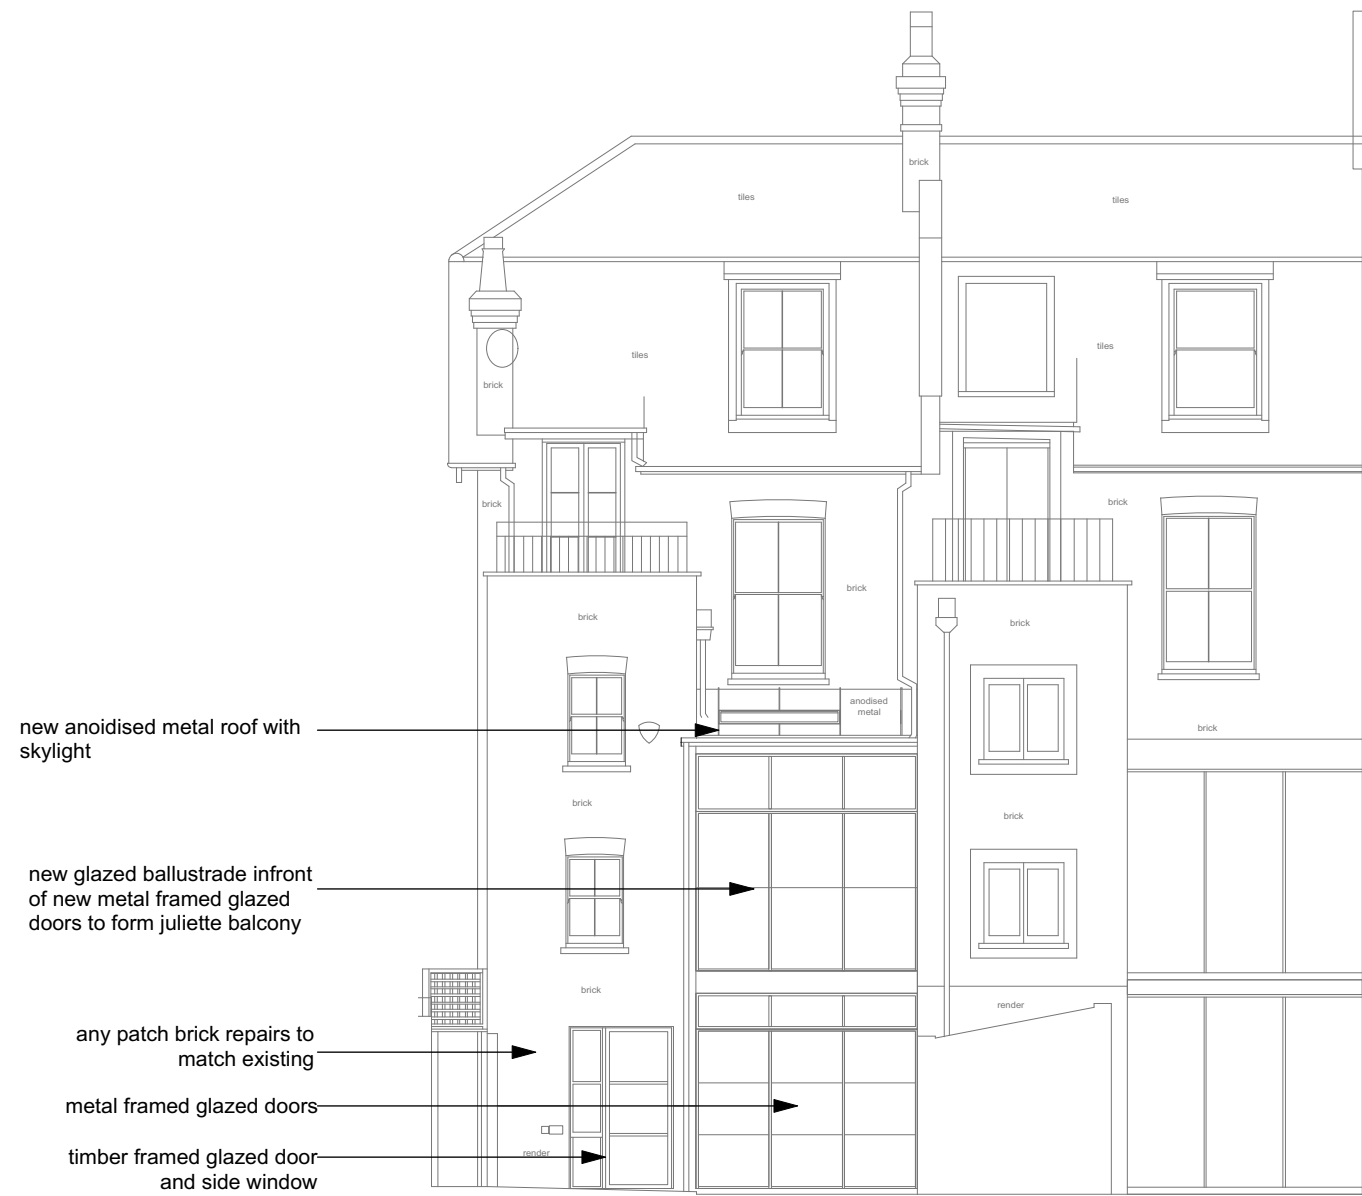 brick
tiles
tiles
tiles
tiles
brick
brick
brick
brick
brick
brick
anodised
metal
new anoidised metal roof with
skylight
brick
brick
brick
new glazed ballustrade infront
of new metal framed glazed
doors to form juliette balcony
brick
render
any patch brick repairs to
match existing
metal framed glazed doors
render
timber framed glazed door
and side window